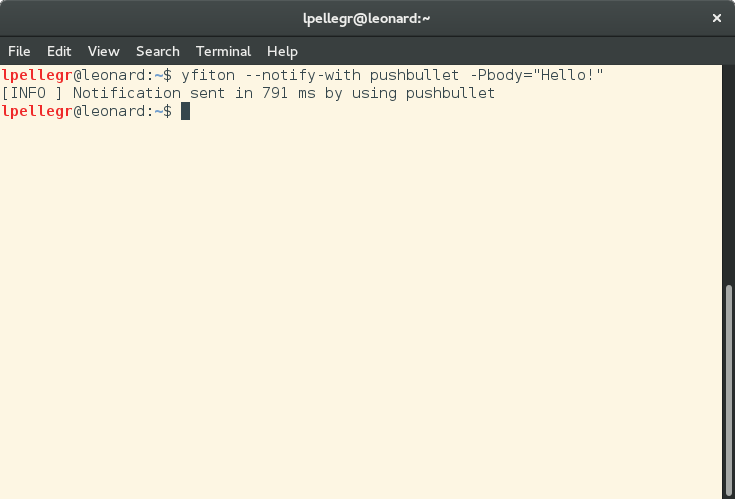 lpellegr@leonard:~
File Edit View Search Terminal Help
lpellegr@leonard:~$ yfiton --notify-with pushbullet -Pbody="Hello!"
[INFO ] Notification sent in 791 ms by using pushbullet
lpellegr@leonard:~$